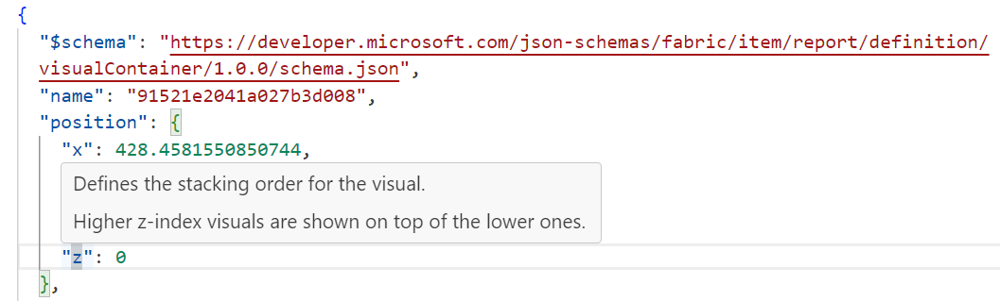 {
"$schema": "https://developer.microsoft.com/json-schemas/fabric/item/report/definition/
visualContainer/1.0.0/schema.json",
"name": "91521e2041a027b3d008",
"position": {
"x": 428.4581550850744,
Defines the stacking order for the visual.
Higher z-index visuals are shown on top of the lower ones.
"z": 0
},